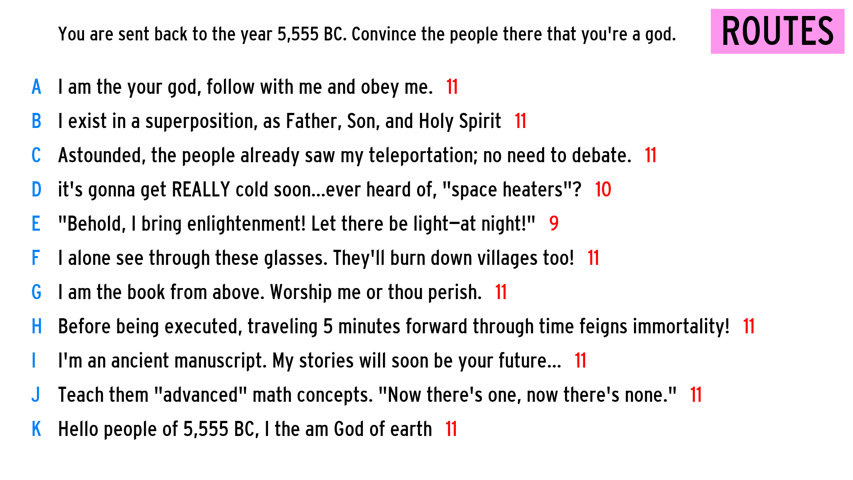 You are sent back to the year 5,555 BC. Convince the people there that you're a god.
ROUTES
A I am the your god, follow with me and obey me. 11
B I exist in a superposition, as Father, Son, and Holy Spirit 11
C Astounded, the people already saw my teleportation; no need to debate. 11
D it's gonna get REALLY cold soon...ever heard of, "space heaters"? 10
E "Behold, I bring enlightenment! Let there be light—at night!" 9
F I alone see through these glasses. They'll burn down villages too! 11
G I am the book from above. Worship me or thou perish. 11
H Before being executed, traveling 5 minutes forward through time feigns immortality! 11
I I'm an ancient manuscript. My stories will soon be your future... 11
J Teach them "advanced" math concepts. "Now there's one, now there's none." 11
K Hello people of 5,555 BC, I the am God of earth 11